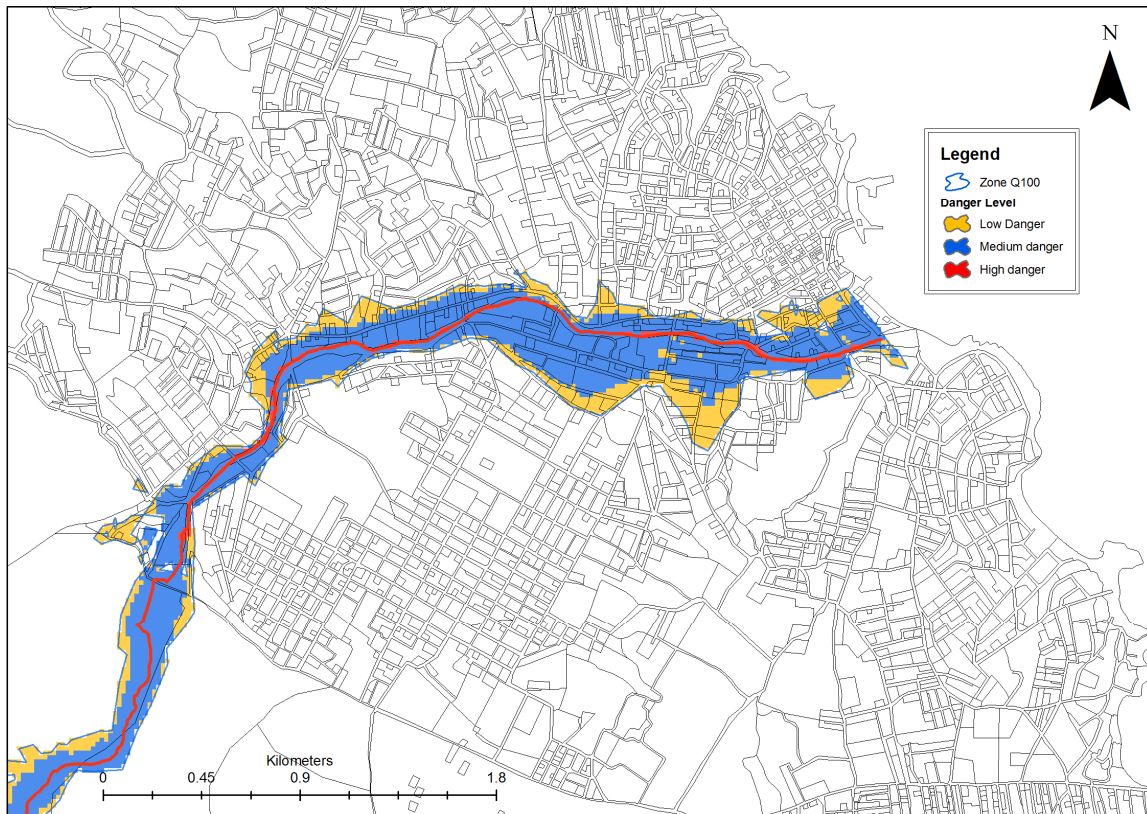 N
Legend
Zone Q100
Danger Level
Low Danger
Medium danger
High danger
Kilometers
0 0.45 0.9 1.8